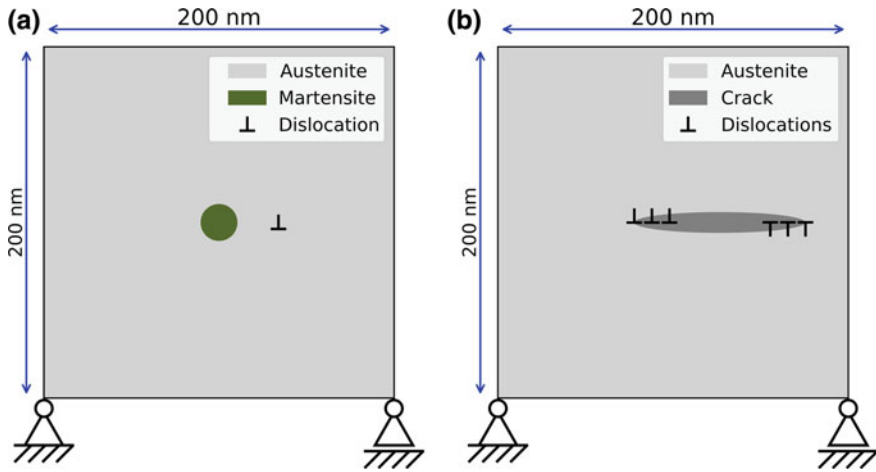 (a)
200 nm
200 nm
Austenite
Martensite
Dislocation
(b)
200 nm
200 nm
Austenite
Crack
Dislocations